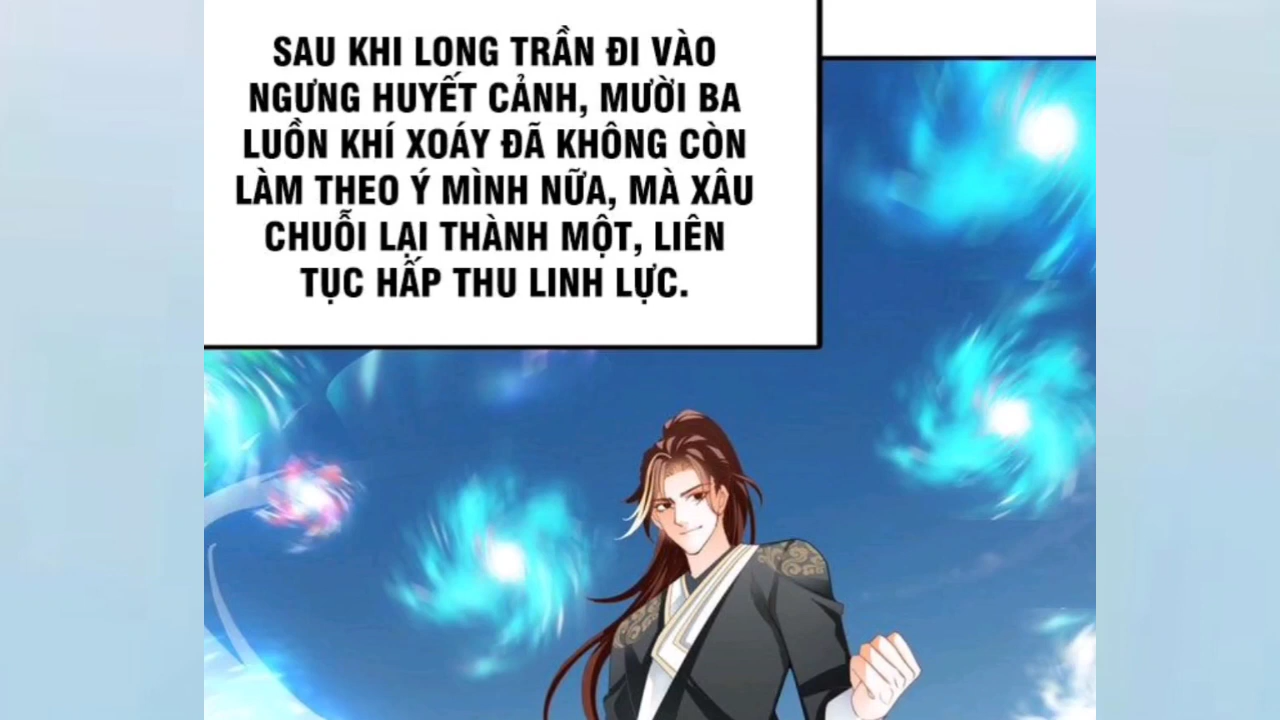 SAU KHI LONG TRẦN ĐI VÀO
NGƯNG HUYẾT CẢNH, MƯỜI BA
LUỒN KHÍ XOÁY ĐÃ KHÔNG CÒN
LÀM THEO Ý MÌNH NỮA, MÀ XÂU
CHUỖI LẠI THÀNH MỘT, LIÊN
TỤC HẤP THU LINH LỰC.